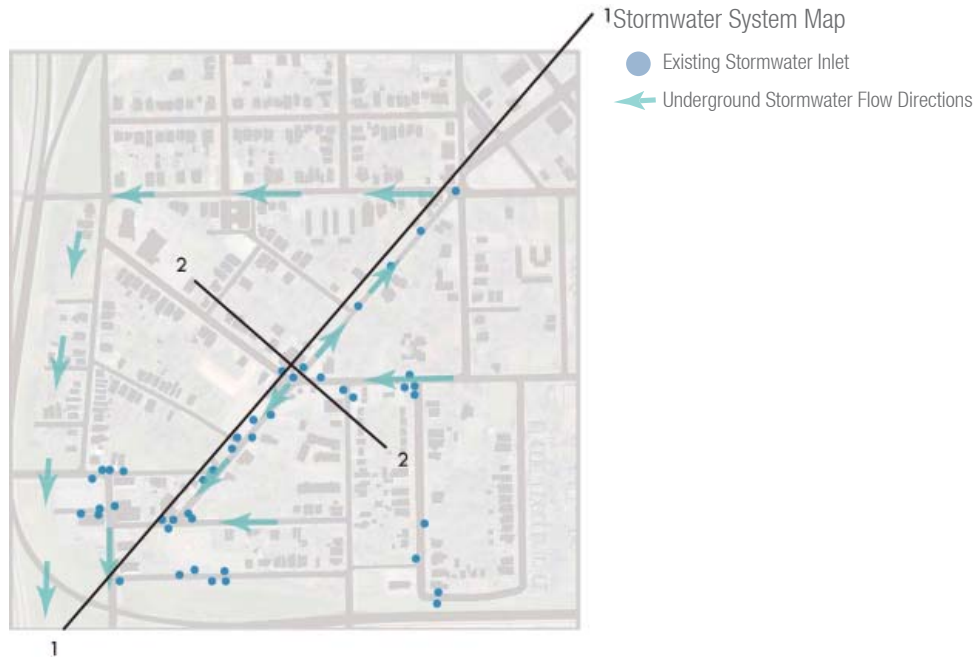 1
Stormwater System Map
Existing Stormwater Inlet
Underground Stormwater Flow Directions
2
2
1